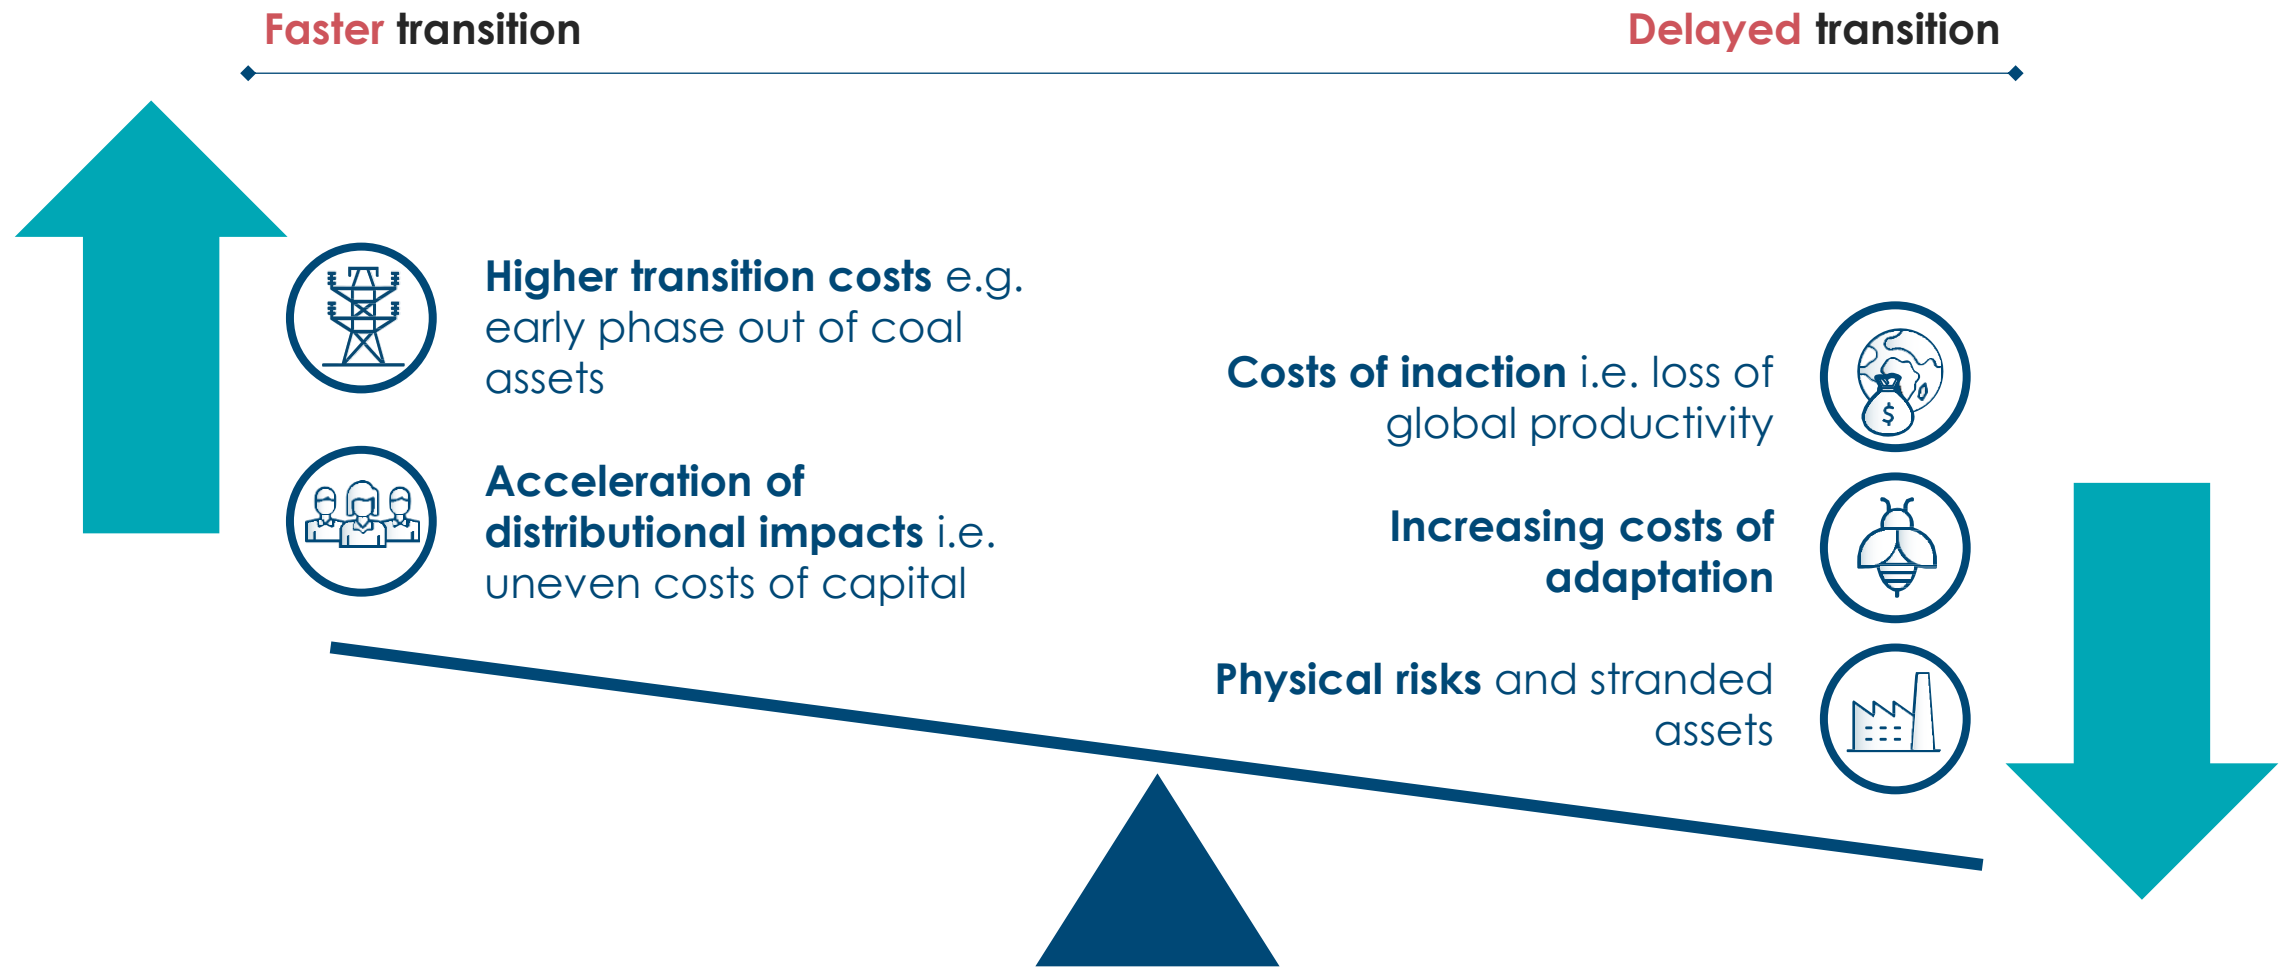 Faster transition
Delayed transition
Higher transition costs e.g.
early phase out of coal
assets
Acceleration of
distributional impacts i.e.
uneven costs of capital
Costs of inaction i.e. loss of
global productivity
$
Increasing costs of
adaptation
Physical risks and stranded
assets